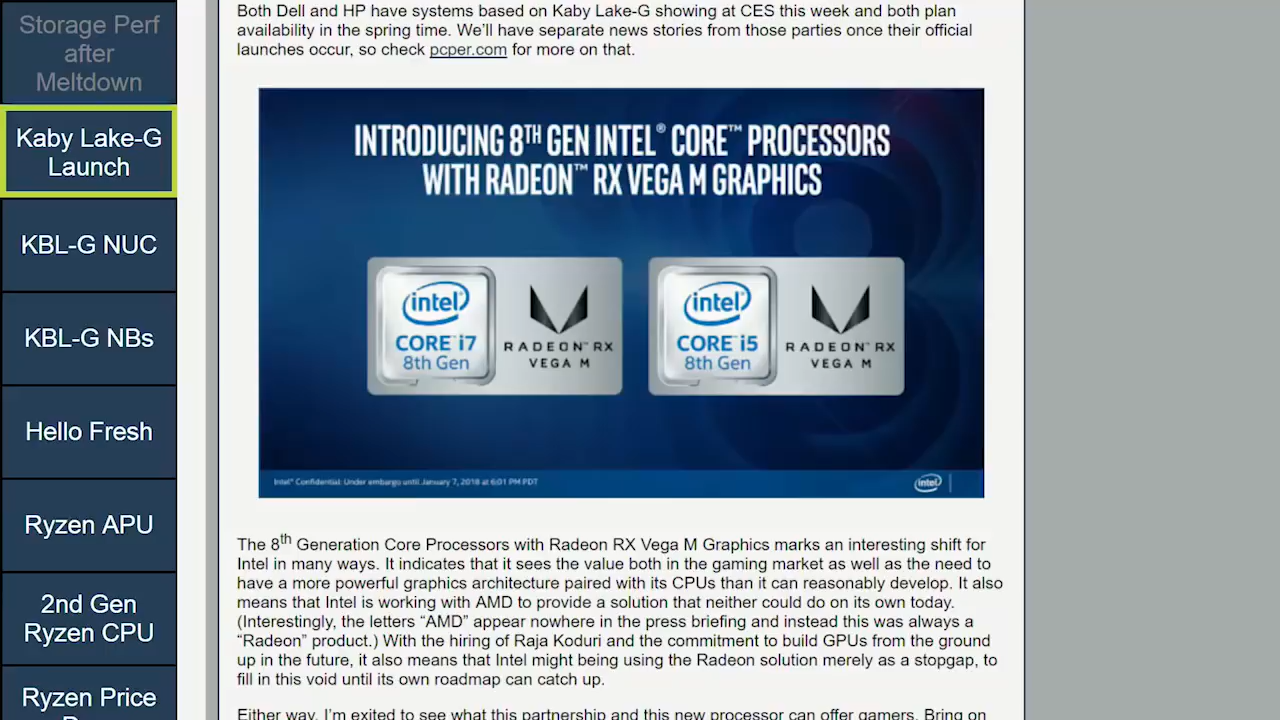 Storage Perf
after
Meltdown
Kaby Lake-G
Launch
KBL-G NUC
KBL-G NBs
Hello Fresh
Ryzen APU
2nd Gen
Ryzen CPU
Ryzen Price
Both Dell and HP have systems based on Kaby Lake-G showing at CES this week and both plan
availability in the spring time. We'll have separate news stories from those parties once their official
launches occur, so check pcper.com for more on that.
INTRODUCING 8TH GEN INTEL® CORE™ PROCESSORS
WITH RADEON™ RX VEGA M GRAPHICS
intel
CORE™ i7
8th Gen
RADEON™ RX
VEGA M
intel
CORE™ i5
8th Gen
RADEON™ RX
VEGA M
Intel® Confidential: Under embargo until January 7, 2018 at 6:01 PM PDT
intel
The 8th Generation Core Processors with Radeon RX Vega M Graphics marks an interesting shift for
Intel in many ways. It indicates that it sees the value both in the gaming market as well as the need to
have a more powerful graphics architecture paired with its CPUs than it can reasonably develop. It also
means that Intel is working with AMD to provide a solution that neither could do on its own today.
(Interestingly, the letters “AMD” appear nowhere in the press briefing and instead this was always a
“Radeon” product.) With the hiring of Raja Koduri and the commitment to build GPUs from the ground
up in the future, it also means that Intel might being using the Radeon solution merely as a stopgap, to
fill in this void until its own roadmap can catch up.
Either way, I'm exited to see what this partnership and this new processor can offer gamers. Bring on